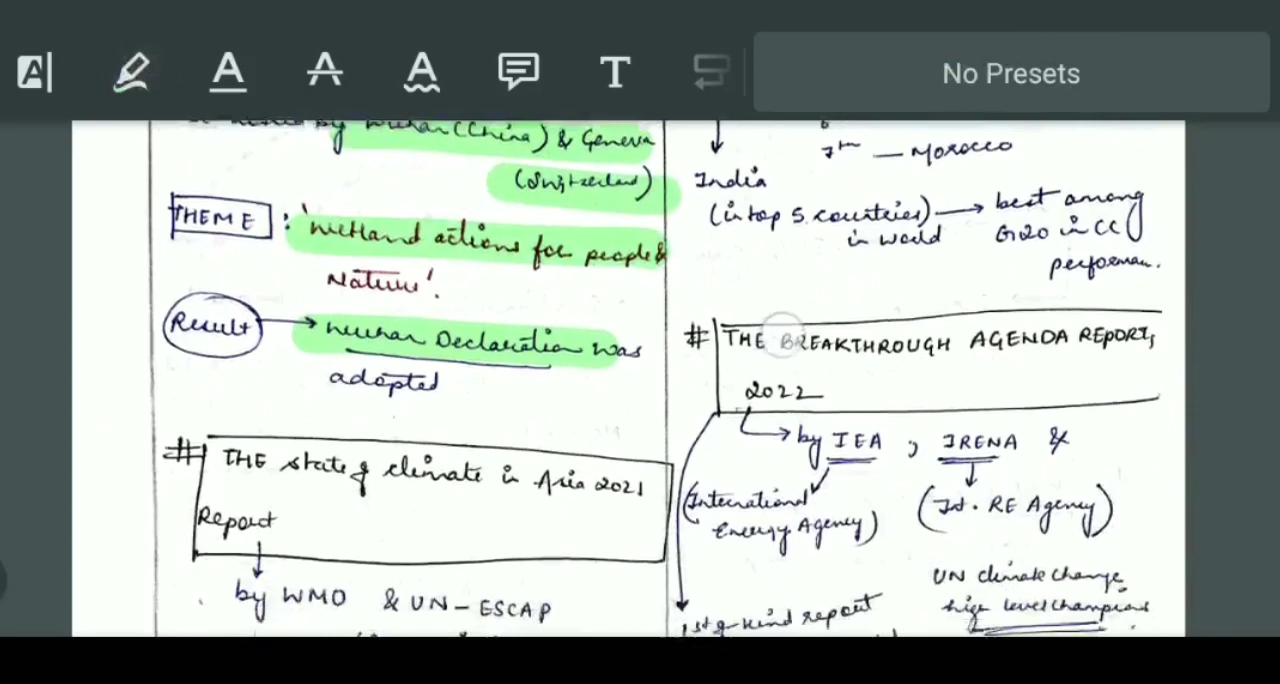 No Presets
by Wuhan (China) & Geneva
(Switzerland)
THEME : 'Wetland actions for people &
Nature'.
Result → Wuhan Declaration was
adopted
# THE State of climate in Asia 2021
Report
by WMO & UN-ESCAP
7th — Morocco
India
(in top 5 countries) → best among
in world G20 in CC
performan.
# THE BREAKTHROUGH AGENDA REPORT,
2022
→ by IEA , IRENA &
(International Energy Agency) (Int. RE Agency)
UN climate change
high level champions
1st of kind report